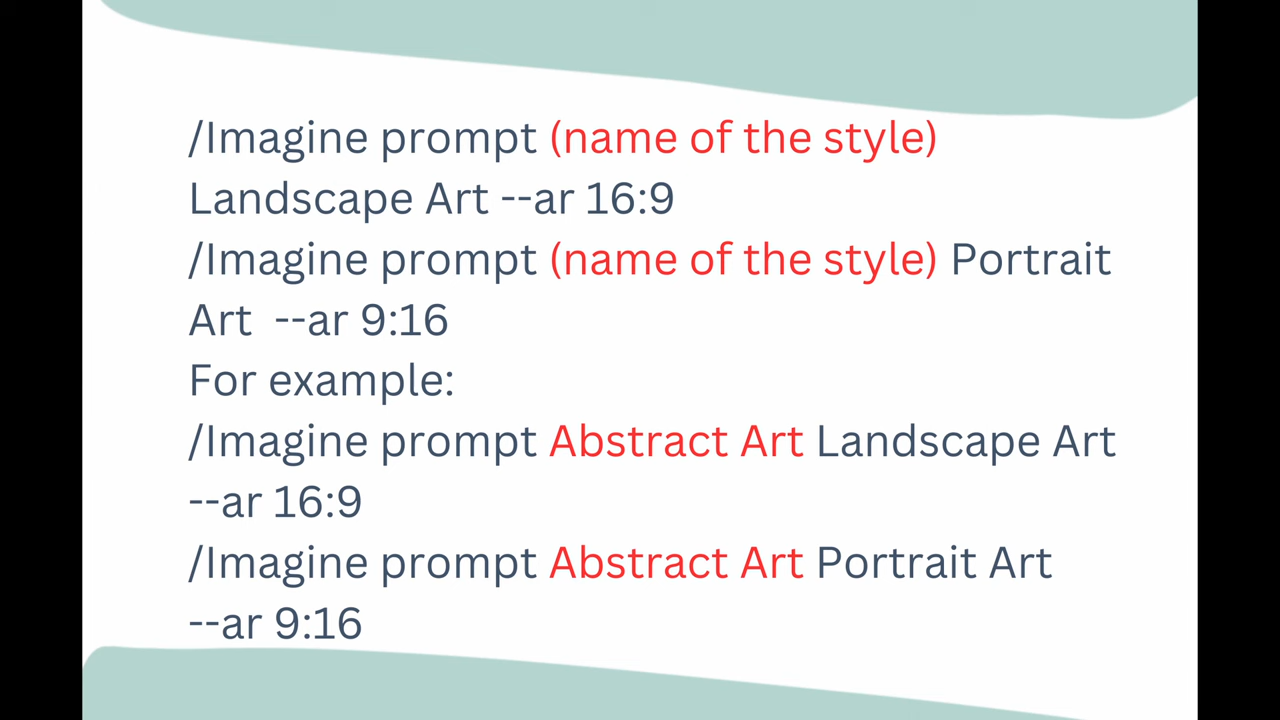 /Imagine prompt (name of the style)
Landscape Art --ar 16:9
/Imagine prompt (name of the style) Portrait
Art  --ar 9:16
For example:
/Imagine prompt Abstract Art Landscape Art
--ar 16:9
/Imagine prompt Abstract Art Portrait Art
--ar 9:16